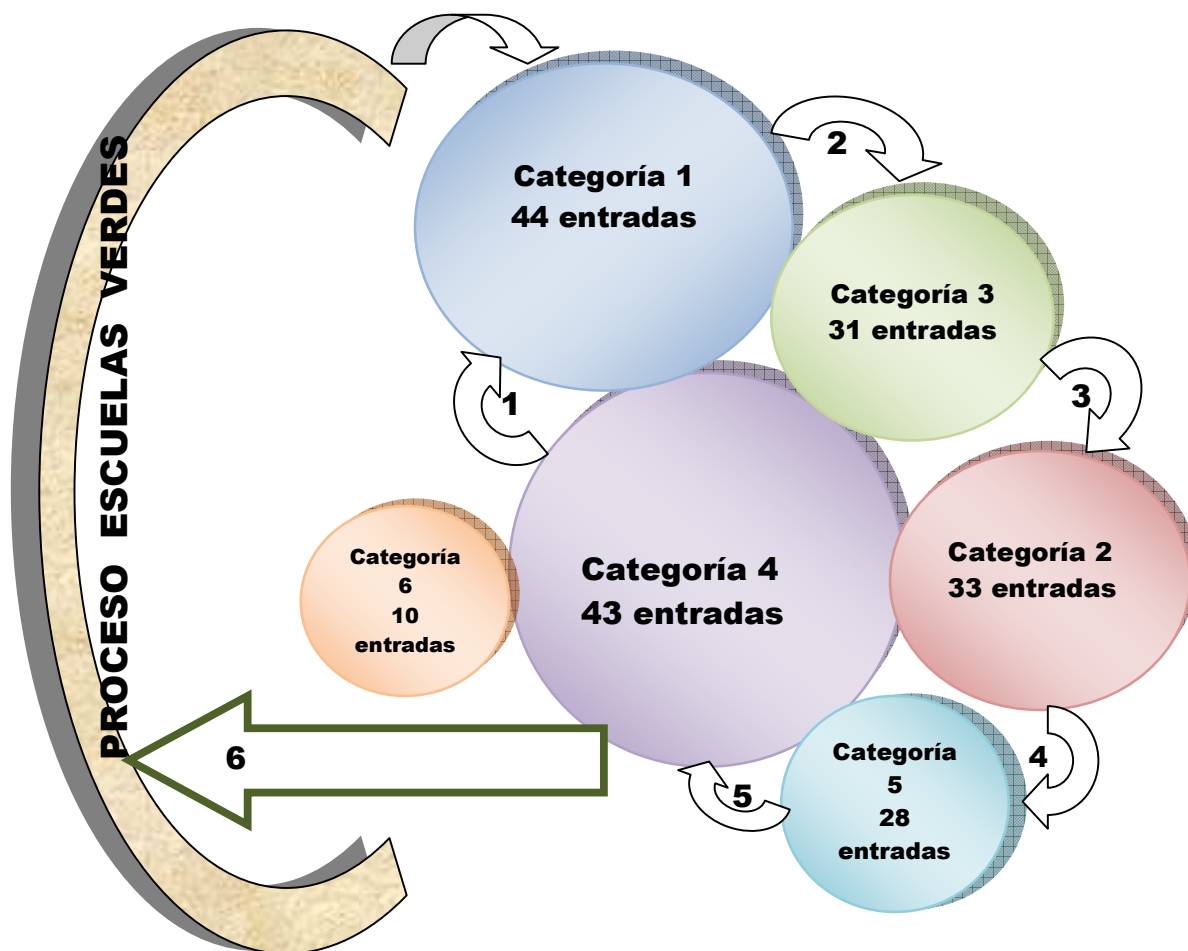 PROCESO ESCUELAS VERDES
Categoría 1
44 entradas
2
Categoría 3
31 entradas
3
1
Categoría 2
33 entradas
Categoría 4
43 entradas
Categoría
6
10
entradas
6
Categoría
5
28
entradas
4
5